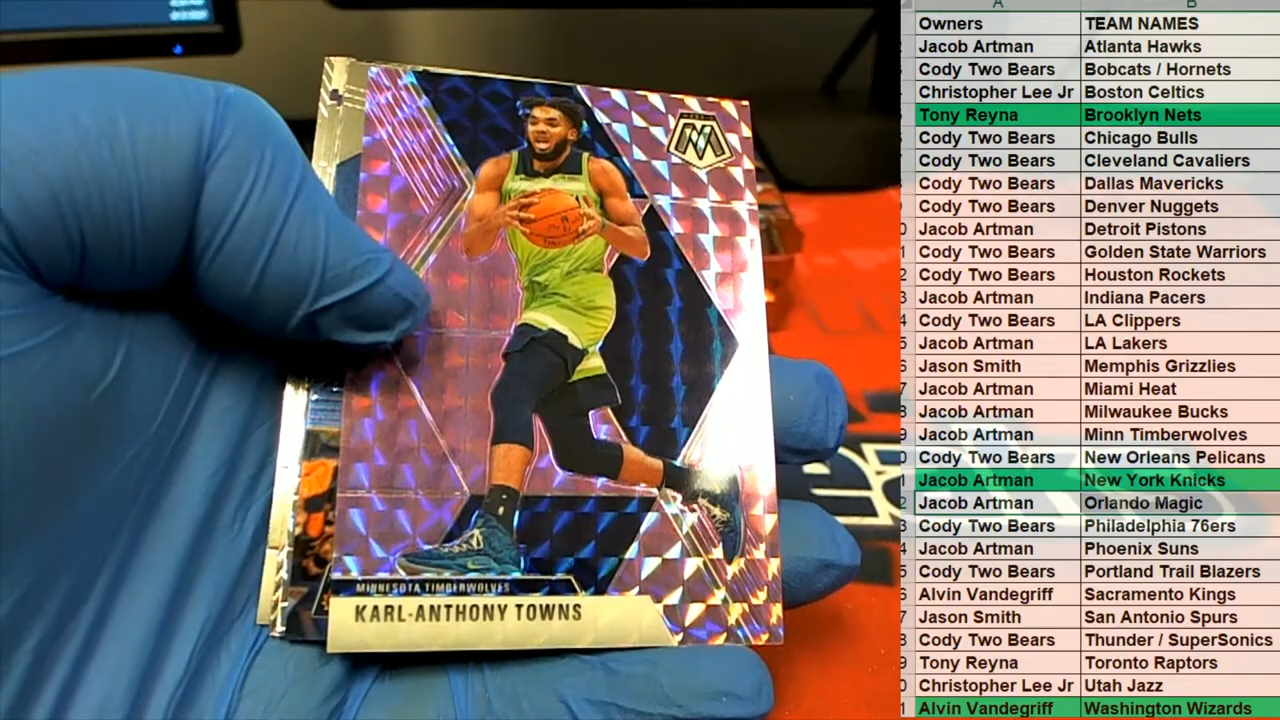 MOSAIC
MINNESOTA TIMBERWOLVES
KARL-ANTHONY TOWNS
A B
Owners TEAM NAMES
Jacob Artman Atlanta Hawks
Cody Two Bears Bobcats / Hornets
Christopher Lee Jr Boston Celtics
Tony Reyna Brooklyn Nets
Cody Two Bears Chicago Bulls
Cody Two Bears Cleveland Cavaliers
Cody Two Bears Dallas Mavericks
Cody Two Bears Denver Nuggets
Jacob Artman Detroit Pistons
Cody Two Bears Golden State Warriors
Cody Two Bears Houston Rockets
Jacob Artman Indiana Pacers
Cody Two Bears LA Clippers
Jacob Artman LA Lakers
Jason Smith Memphis Grizzlies
Jacob Artman Miami Heat
Jacob Artman Milwaukee Bucks
Jacob Artman Minn Timberwolves
Cody Two Bears New Orleans Pelicans
Jacob Artman New York Knicks
Jacob Artman Orlando Magic
Cody Two Bears Philadelphia 76ers
Jacob Artman Phoenix Suns
Cody Two Bears Portland Trail Blazers
Alvin Vandegriff Sacramento Kings
Jason Smith San Antonio Spurs
Cody Two Bears Thunder / SuperSonics
Tony Reyna Toronto Raptors
Christopher Lee Jr Utah Jazz
Alvin Vandegriff Washington Wizards